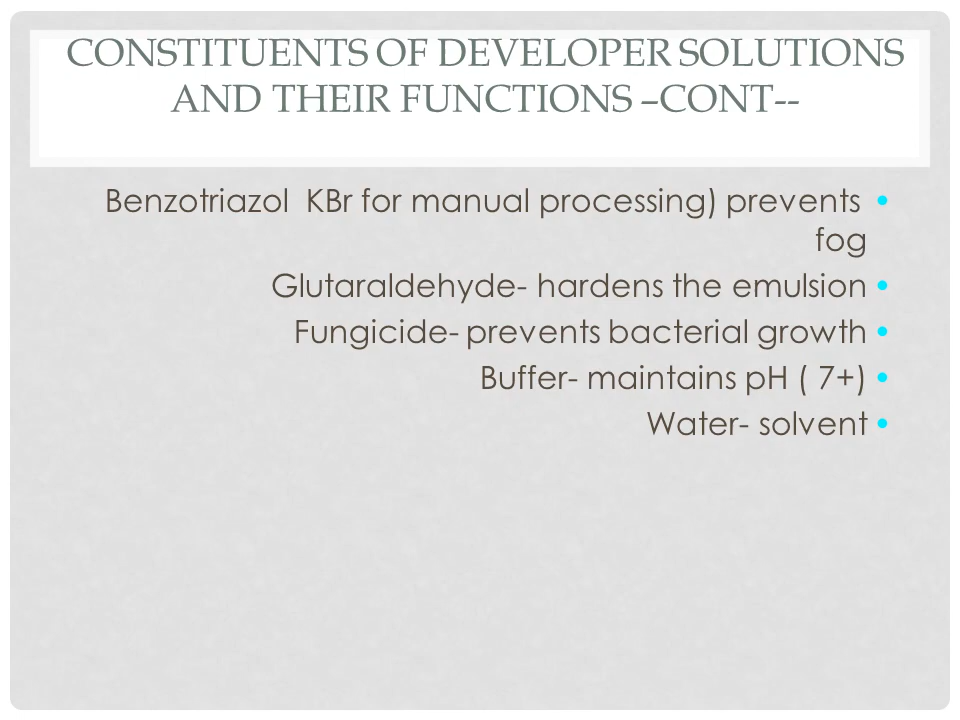 CONSTITUENTS OF DEVELOPER SOLUTIONS
AND THEIR FUNCTIONS –CONT--
Benzotriazol  KBr for manual processing) prevents •
fog
Glutaraldehyde- hardens the emulsion •
Fungicide- prevents bacterial growth •
Buffer- maintains pH ( 7+) •
Water- solvent •